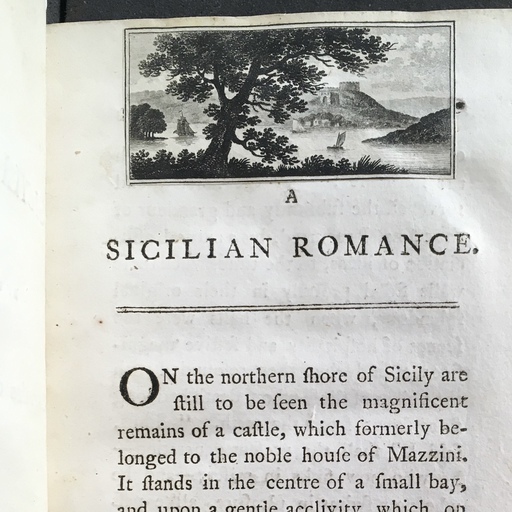 A
SICILIAN ROMANCE.
ON the northern ſhore of Sicily are
ſtill to be ſeen the magnificent
remains of a caſtle, which formerly be-
longed to the noble houſe of Mazzini.
It ſtands in the centre of a ſmall bay,
and upon a gentle acclivity, which, on